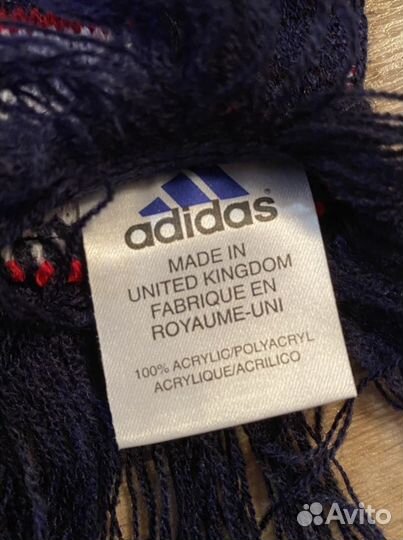 adidas®
MADE IN
UNITED KINGDOM
FABRIQUE EN
ROYAUME-UNI
100% ACRYLIC/POLYACRYL
ACRYLIQUE/ACRILICO
Avito